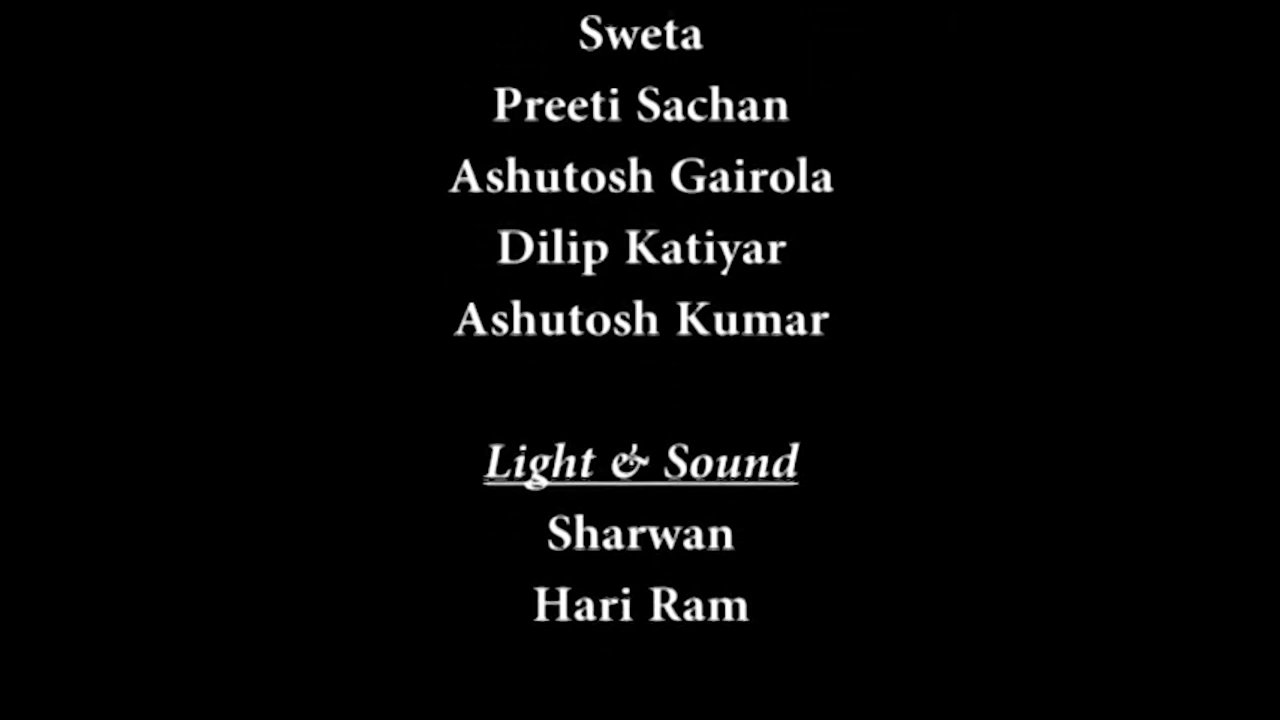 Sweta
Preeti Sachan
Ashutosh Gairola
Dilip Katiyar
Ashutosh Kumar
Light & Sound
Sharwan
Hari Ram